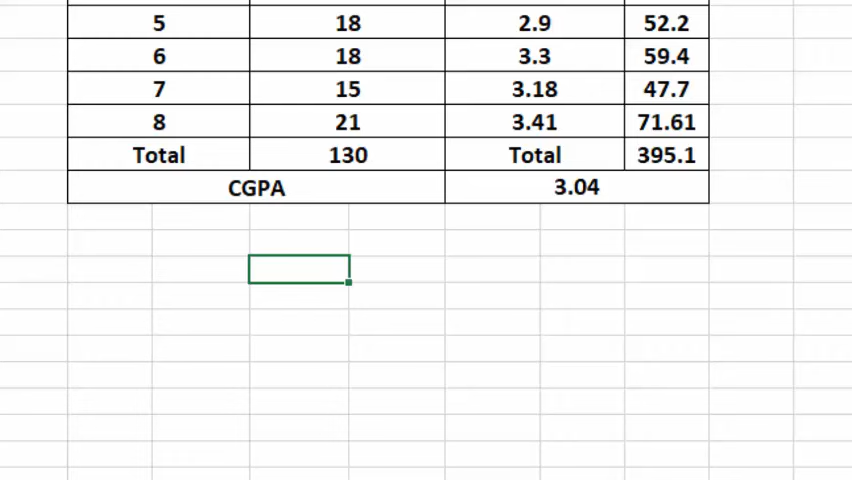 5 18 2.9 52.2
6 18 3.3 59.4
7 15 3.18 47.7
8 21 3.41 71.61
Total 130 Total 395.1
CGPA 3.04